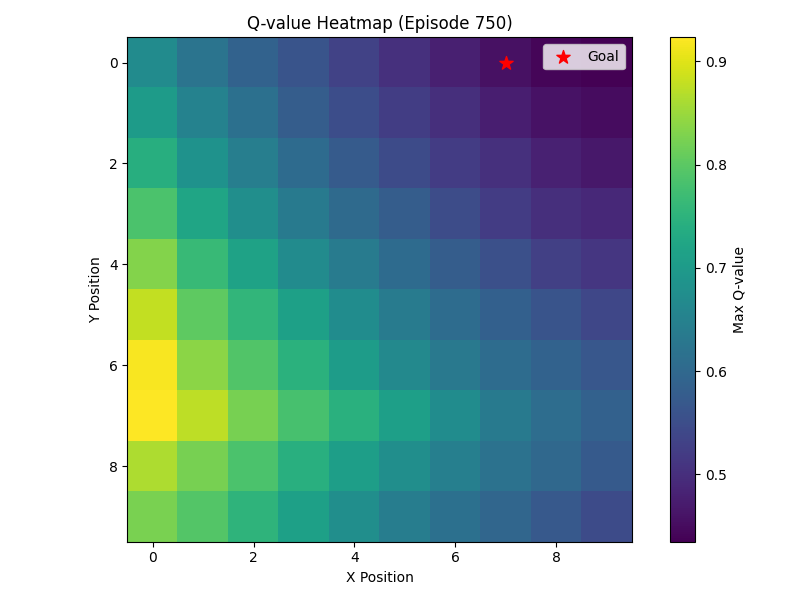 Q-value Heatmap (Episode 750)
Goal
0
2
4
6
8
Y Position
0 2 4 6 8
X Position
0.9
0.8
0.7
0.6
0.5
Max Q-value